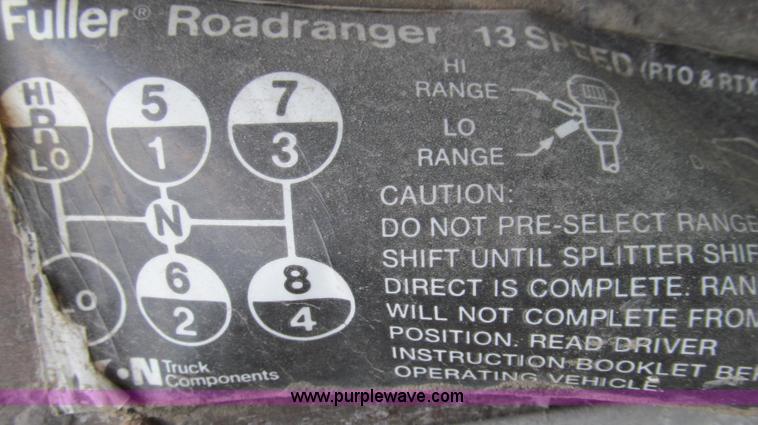 Fuller® Roadranger 13 SPEED (RTO & RTX
HI
R
LO
5
1
7
3
N
LO
6
2
8
4
HI
RANGE
LO
RANGE
CAUTION:
DO NOT PRE-SELECT RANGE
SHIFT UNTIL SPLITTER SHIF
DIRECT IS COMPLETE. RAN
WILL NOT COMPLETE FROM
POSITION. READ DRIVER
INSTRUCTION BOOKLET BE
OPERATING VEHICLE
T•N Truck
Components
www.purplewave.com